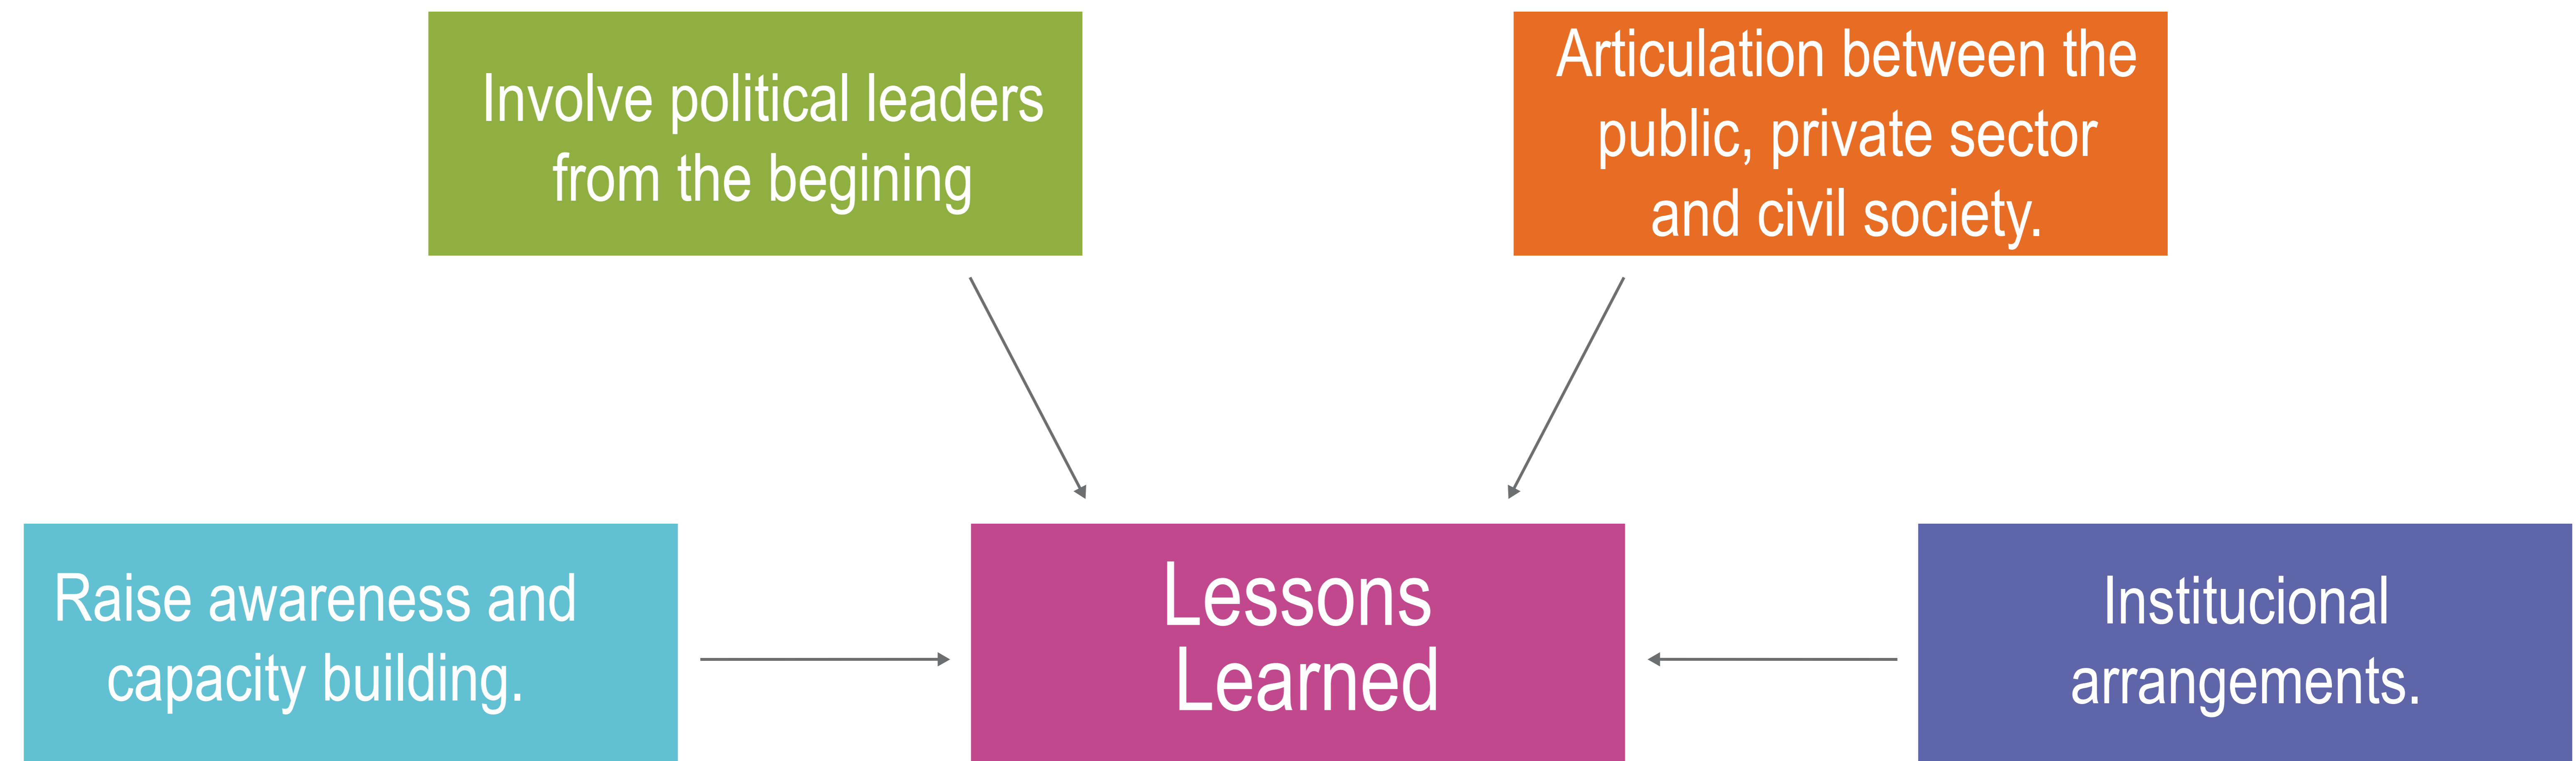 Involve political leaders
from the begining
Articulation between the
public, private sector
and civil society.
Raise awareness and
capacity building.
Lessons
Learned
Institucional
arrangements.